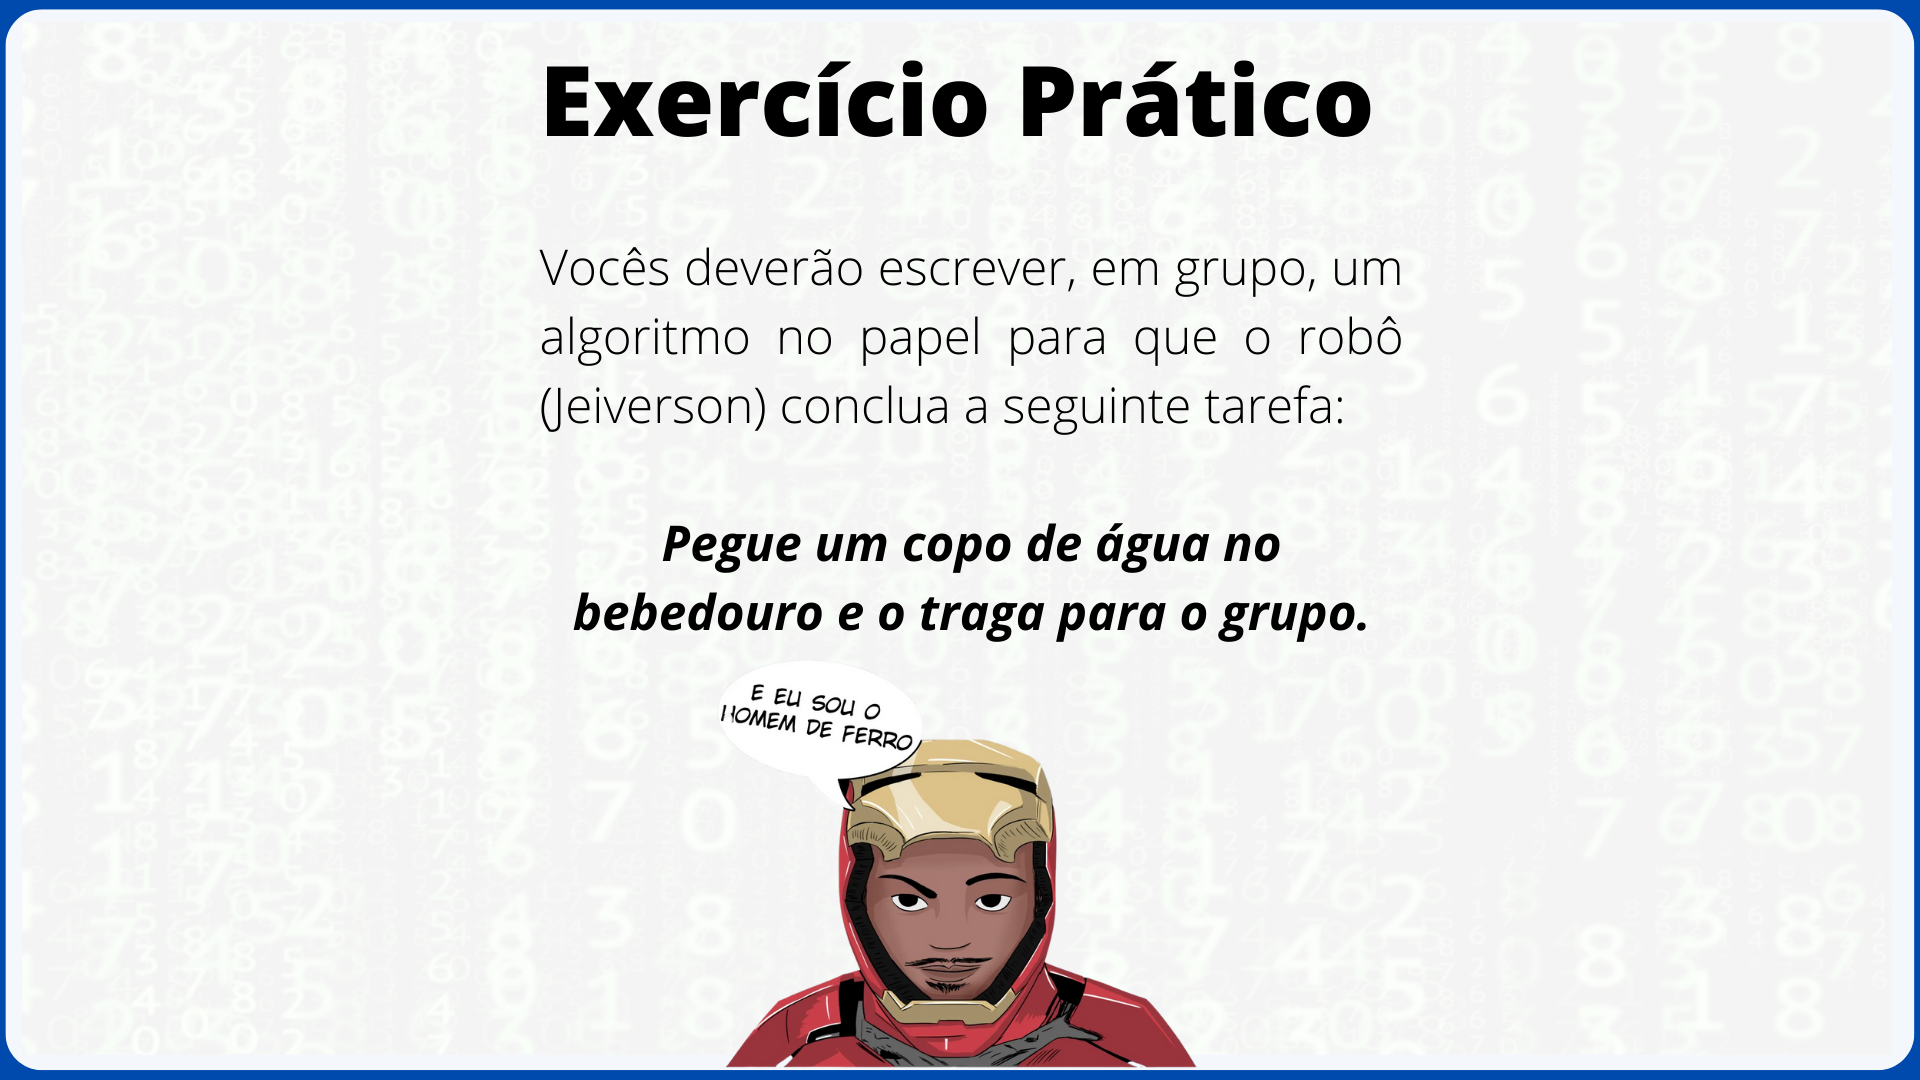 Exercício Prático
Vocês deverão escrever, em grupo, um
algoritmo no papel para que o robô
(Jeiverson) conclua a seguinte tarefa:
Pegue um copo de água no
bebedouro e o traga para o grupo.
E EU SOU O
HOMEM DE FERRO